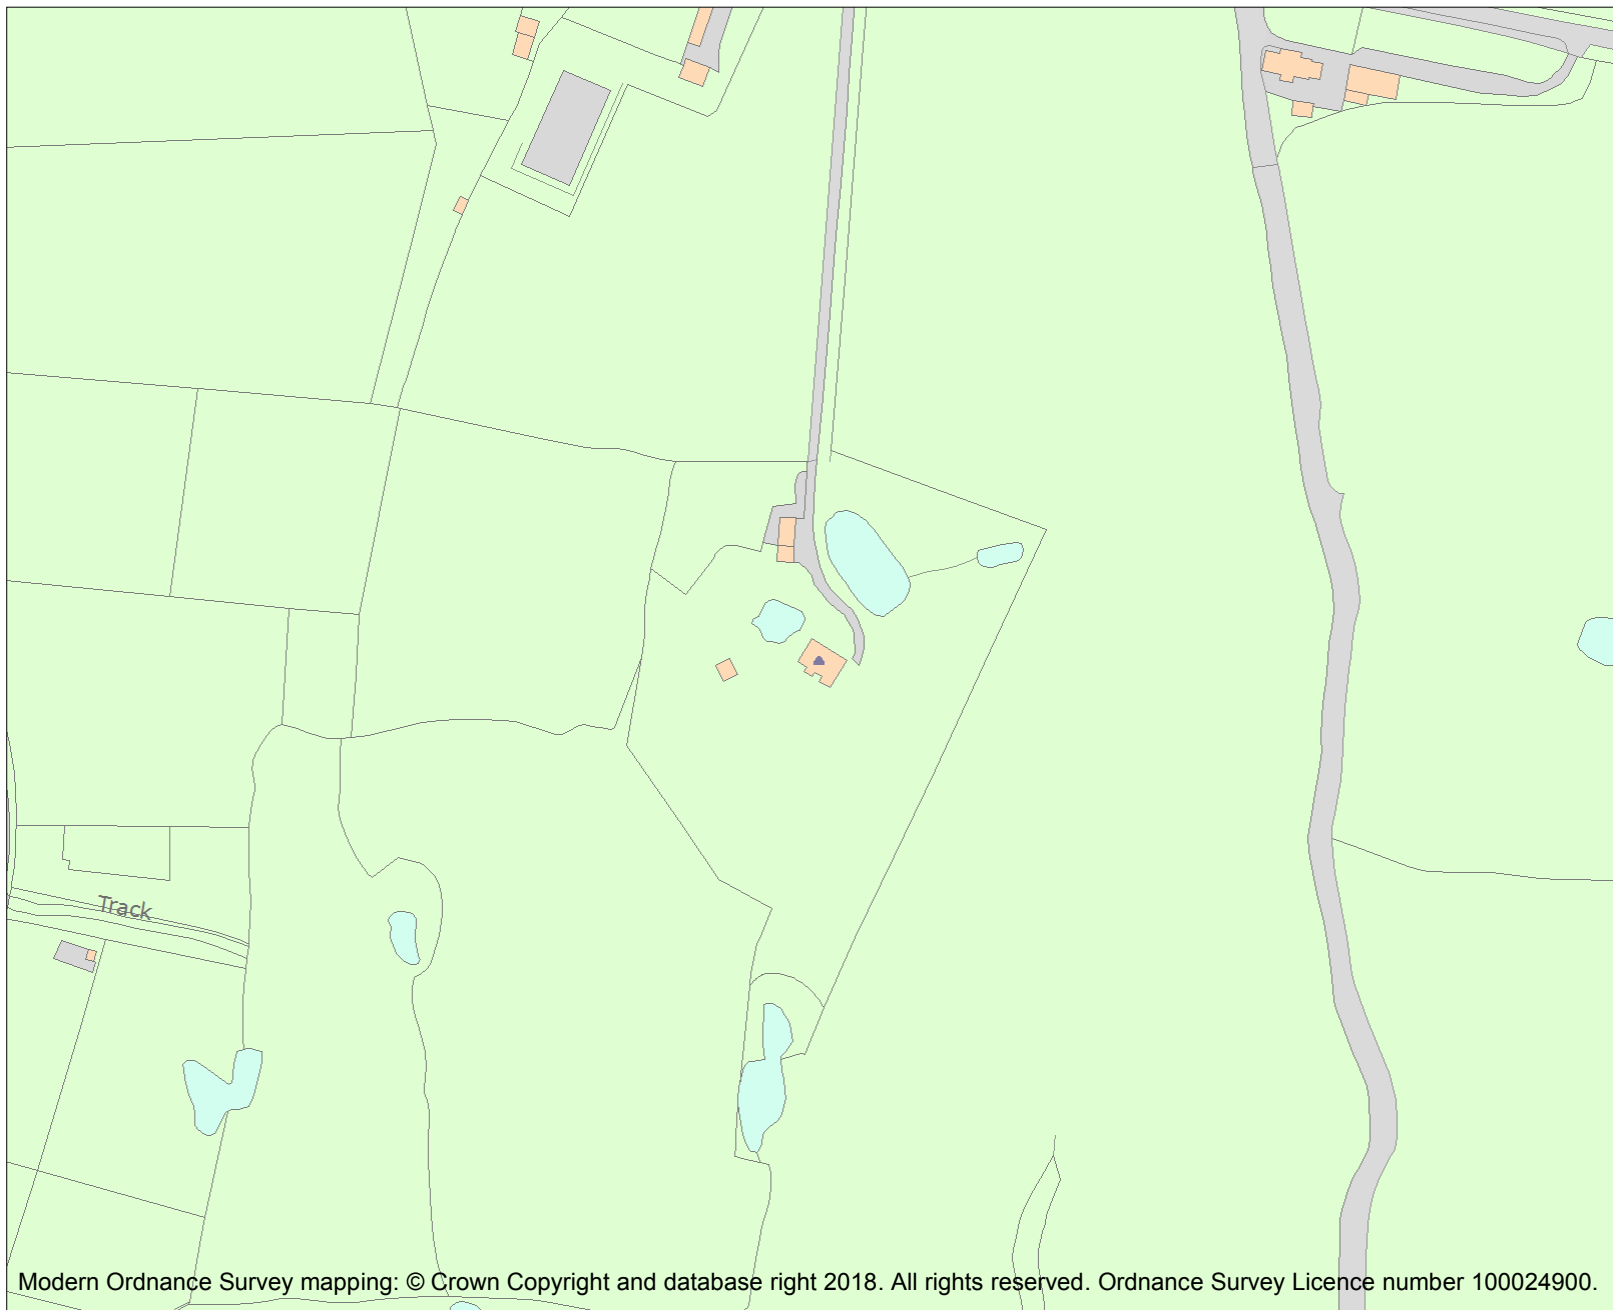 Track
Modern Ordnance Survey mapping: © Crown Copyright and database right 2018. All rights reserved. Ordnance Survey Licence number 100024900.